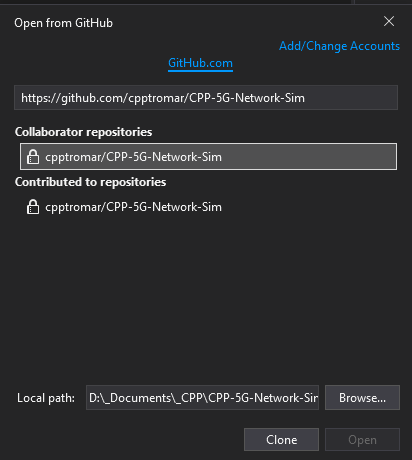 Open from GitHub
Add/Change Accounts
GitHub.com
https://github.com/cpptromar/CPP-5G-Network-Sim
Collaborator repositories
cpptromar/CPP-5G-Network-Sim
Contributed to repositories
cpptromar/CPP-5G-Network-Sim
Local path: D:\_Documents\_CPP\CPP-5G-Network-Sim Browse...
Clone Open